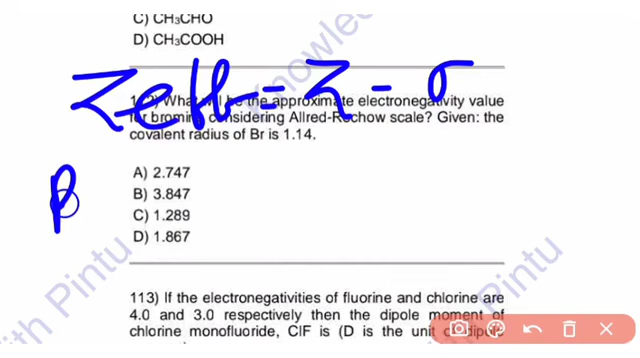 C) CH₃CHO
D) CH₃COOH
Zeff = Z - σ
What will be the approximate electronegativity value
for bromine considering Allred-Rochow scale? Given: the
covalent radius of Br is 1.14.
A) 2.747
B) 3.847
C) 1.289
D) 1.867
113) If the electronegativities of fluorine and chlorine are
4.0 and 3.0 respectively then the dipole moment of
chlorine monofluoride, ClF is (D is the unit
Pintu
Pintu